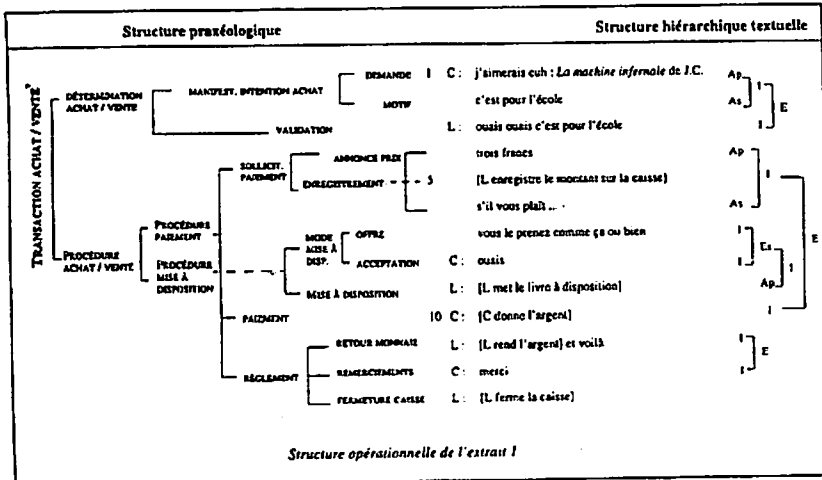 Structure praxéologique Structure hiérarchique textuelle
TRANSACTION ACHAT / VENTE
DÉTERMINATION ACHAT / VENTE
MANIFEST. INTENTION ACHAT
DEMANDE 1 C : j'aimerais euh : La machine infernale de J.C. Ap
I
MOTIF c'est pour l'école As
E
VALIDATION L : ouais ouais c'est pour l'école I
SOLLICIT. PAIEMENT
ANNONCE PRIX trois francs Ap
ENREGISTREMENT 5 [L enregistre le montant sur la caisse] I
s'il vous plaît ... As
PROCÉDURE ACHAT / VENTE
PROCÉDURE PAIEMENT
PROCÉDURE MISE À DISPOSITION
MODE MISE À DISP.
OFFRE vous le prenez comme ça ou bien I
Es
E
ACCEPTATION C : ouais I
I
MISE À DISPOSITION L : [L met le livre à disposition] Ap
PAIEMENT 10 C : [C donne l'argent] I
RÈGLEMENT
RETOUR MONNAIE L : [L rend l'argent] et voilà I
E
REMERCIEMENTS C : merci I
FERMETURE CAISSE L : [L ferme la caisse]
Structure opérationnelle de l'extrait 1